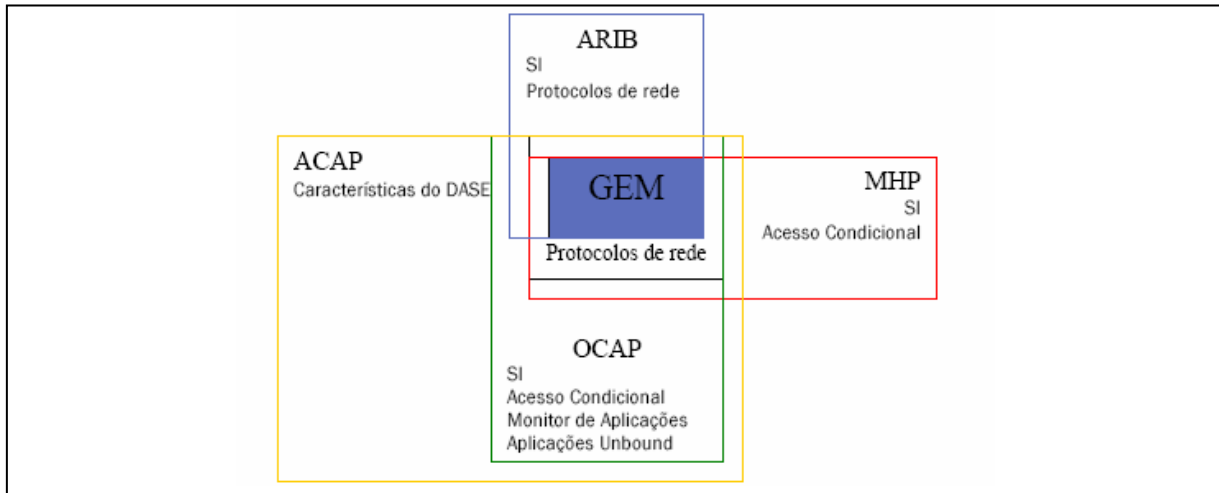 ARIB
SI
Protocolos de rede
ACAP
Características do DASE
GEM
MHP
SI
Acesso Condicional
Protocolos de rede
OCAP
SI
Acesso Condicional
Monitor de Aplicações
Aplicações Unbound